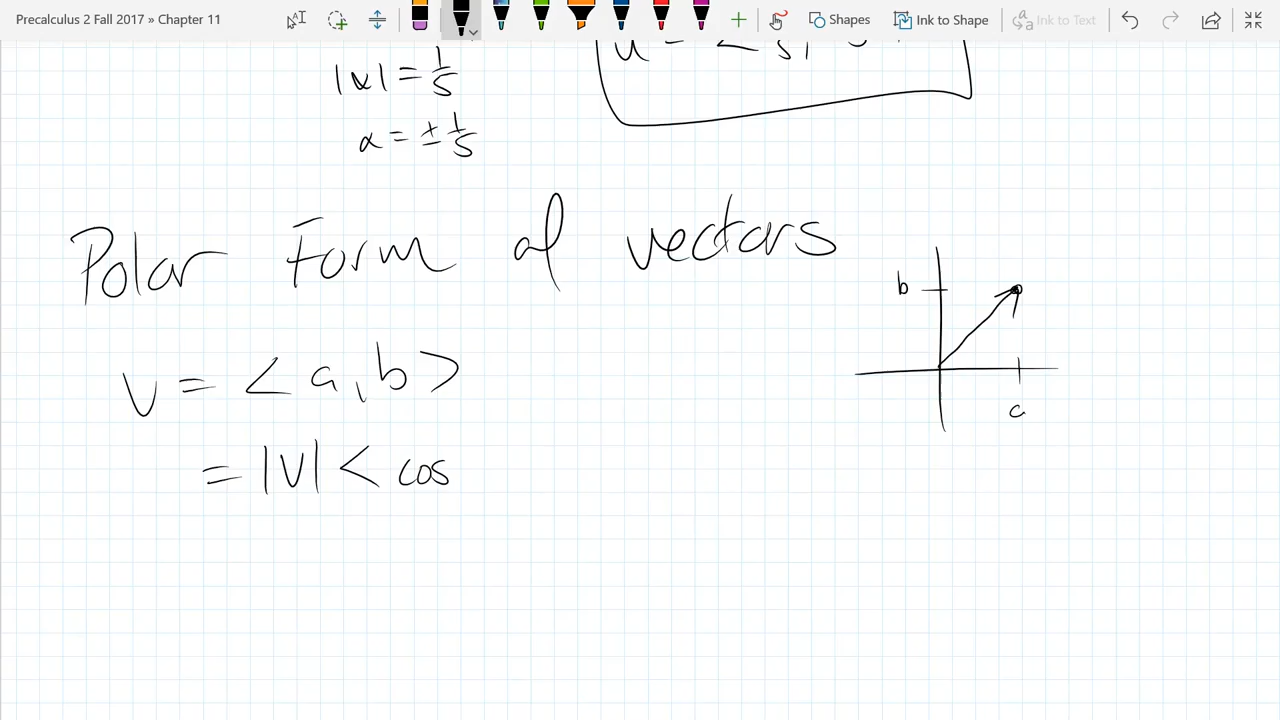 Precalculus 2 Fall 2017 » Chapter 11
Shapes
Ink to Shape
Ink to Text
|α| = 1/5
α = ± 1/5
Polar Form of vectors
b
a
v = < a, b >
= |v| < cos